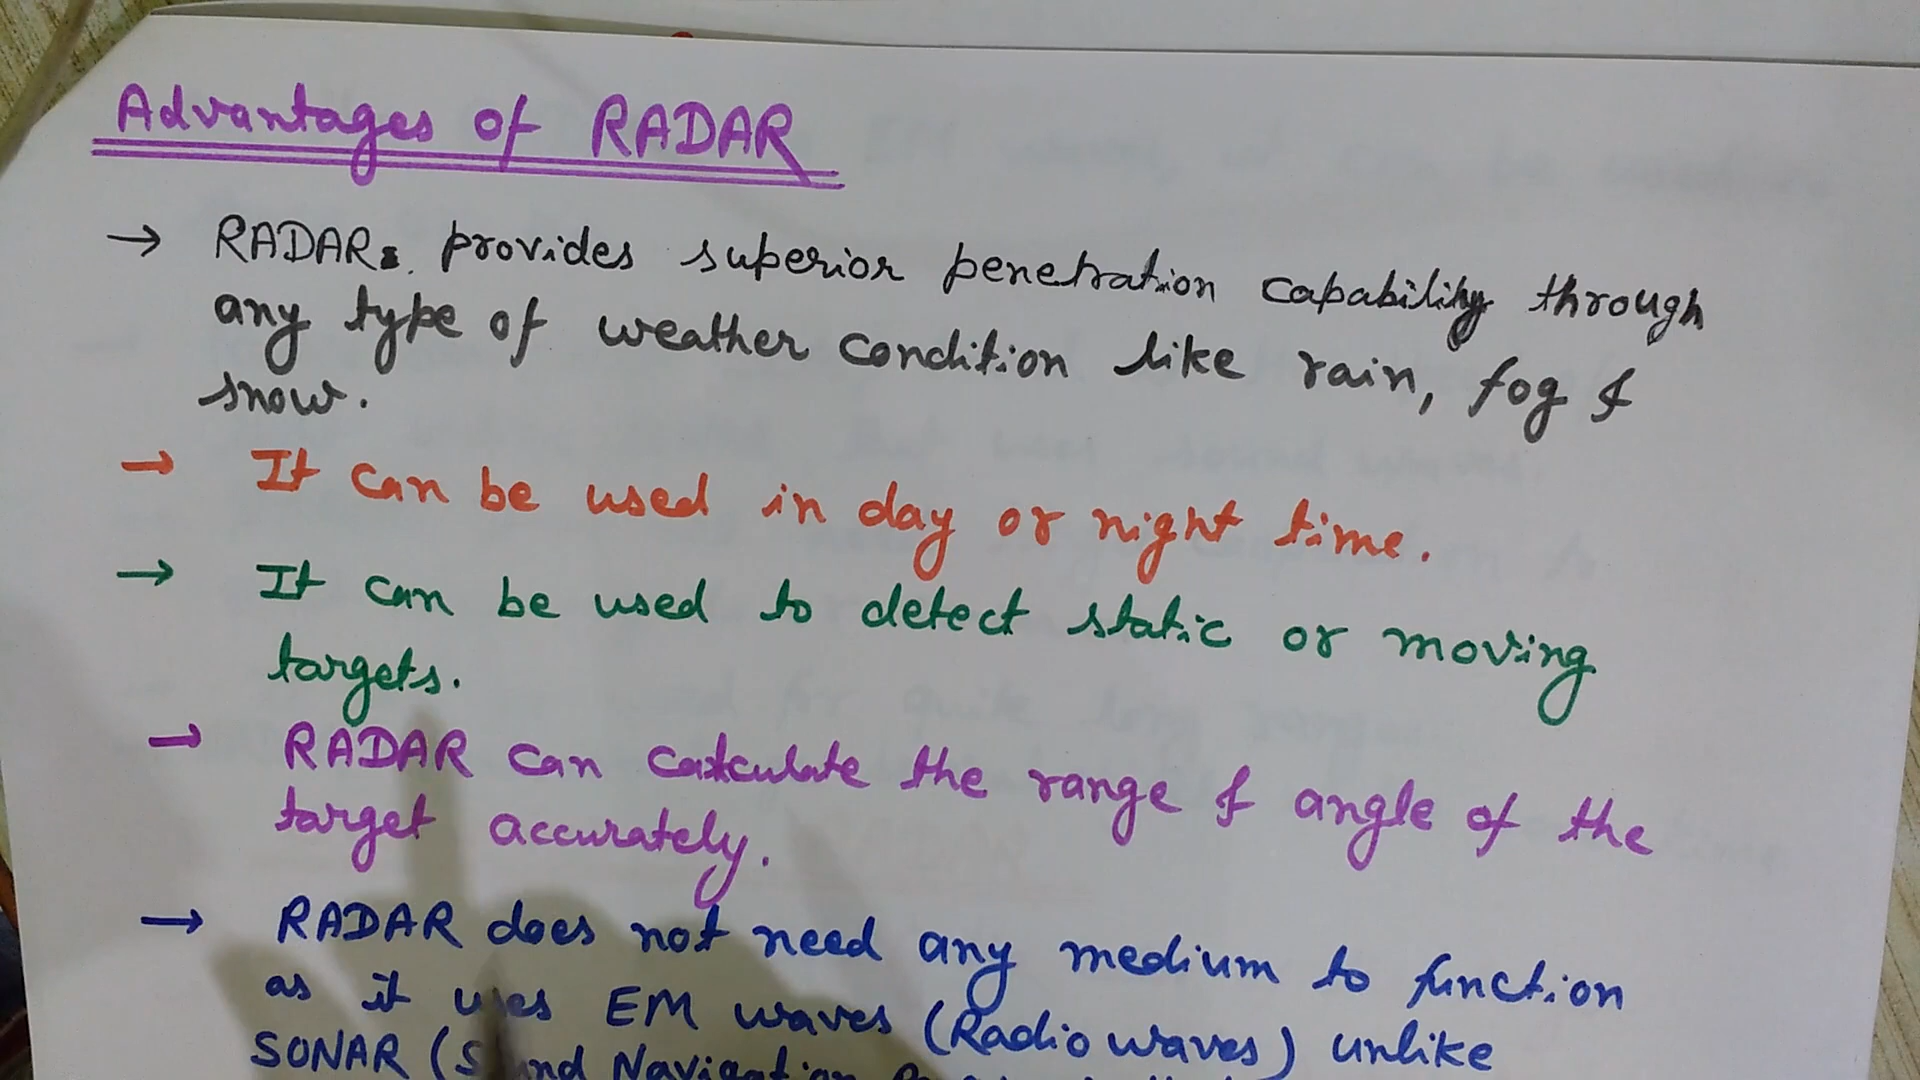 Advantages of RADAR
→ RADAR provides superior penetration capability through
any type of weather condition like rain, fog &
snow.
→ It can be used in day or night time.
→ It can be used to detect static or moving
targets.
→ RADAR can calculate the range & angle of the
target accurately.
→ RADAR does not need any medium to function
as it uses EM waves (Radio waves) unlike
SONAR (Sound Navigation